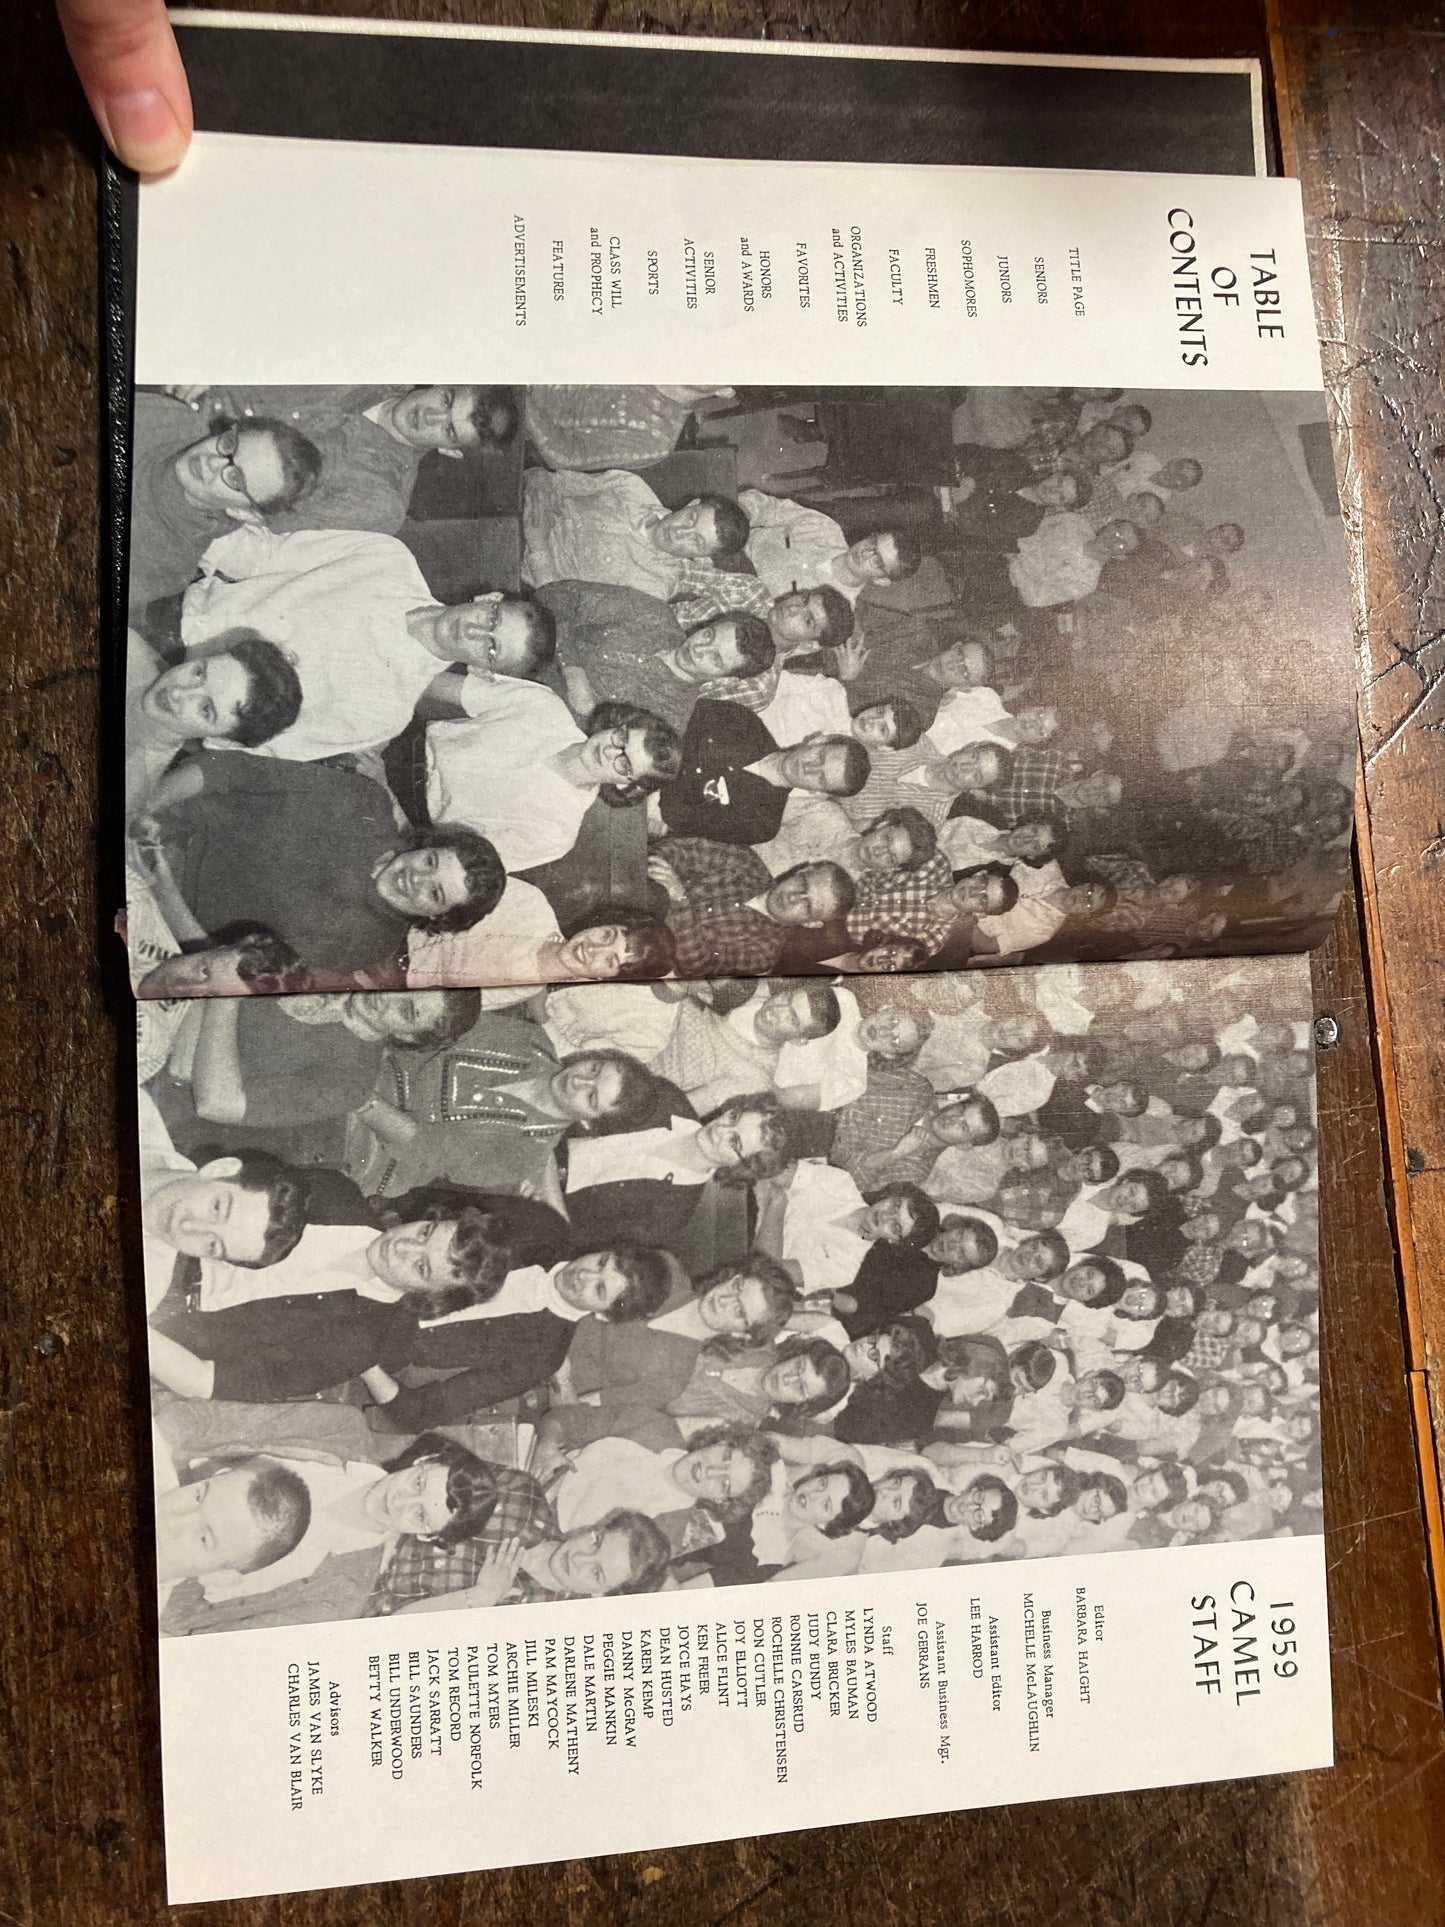 TABLE
OF
CONTENTS
TITLE PAGE
SENIORS
JUNIORS
SOPHOMORES
FRESHMEN
FACULTY
ORGANIZATIONS
and ACTIVITIES
FAVORITES
HONORS
and AWARDS
SENIOR
ACTIVITIES
SPORTS
CLASS WILL
and PROPHECY
FEATURES
ADVERTISEMENTS
1959
CAMEL
STAFF
Editor
BARBARA HAIGHT
Business Manager
MICHELLE McLAUGHLIN
Assistant Editor
LEE HARROD
Assistant Business Mgr.
JOE GERRANS
Staff
LYNDA ATWOOD
MYLES BAUMAN
CLARA BRICKER
JUDY BUNDY
RONNIE CARSRUD
ROCHELLE CHRISTENSEN
DON CUTLER
JOY ELLIOTT
ALICE FLINT
KEN FREER
JOYCE HAYS
DEAN HUSTED
KAREN KEMP
DANNY McGRAW
PEGGIE MANKIN
DALE MARTIN
DARLENE MATHENY
PAM MAYCOCK
JILL MILESKI
ARCHIE MILLER
TOM MYERS
PAULETTE NORFOLK
TOM RECORD
JACK SARRATT
BILL SAUNDERS
BILL UNDERWOOD
BETTY WALKER
Advisors
JAMES VAN SLYKE
CHARLES VAN BLAIR